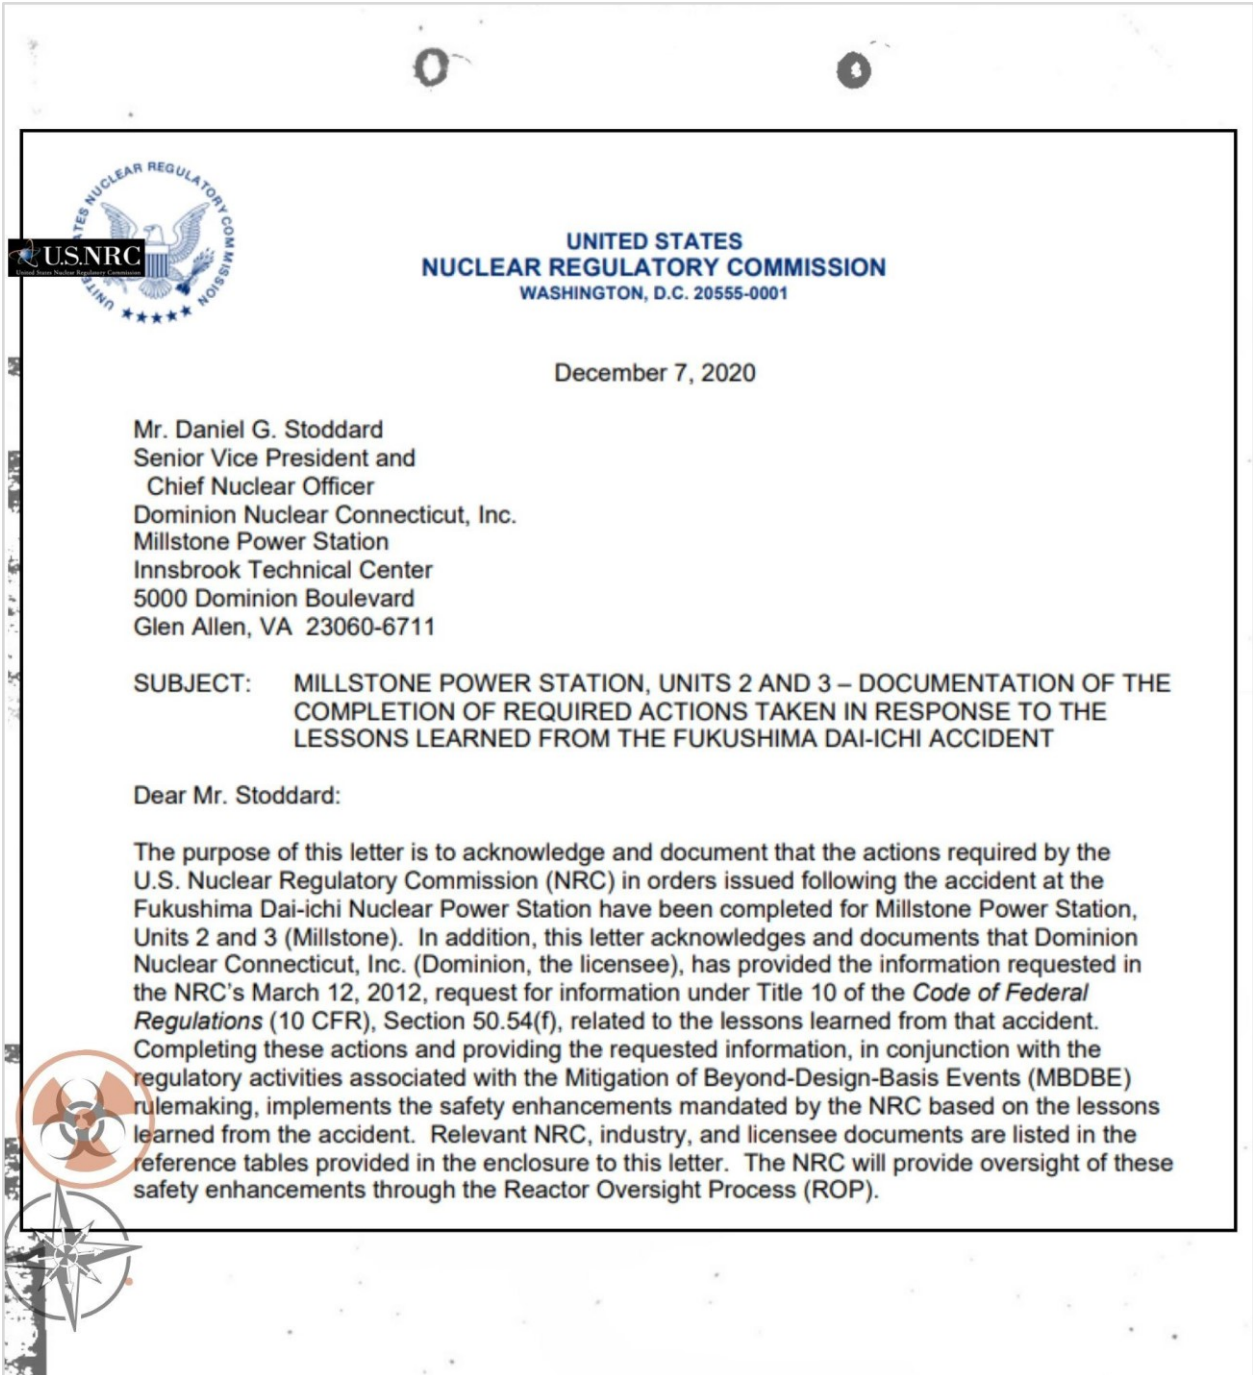 UNITED STATES NUCLEAR REGULATORY COMMISSION
U.S.NRC
United States Nuclear Regulatory Commission
UNITED STATES
NUCLEAR REGULATORY COMMISSION
WASHINGTON, D.C. 20555-0001
December 7, 2020
Mr. Daniel G. Stoddard
Senior Vice President and
Chief Nuclear Officer
Dominion Nuclear Connecticut, Inc.
Millstone Power Station
Innsbrook Technical Center
5000 Dominion Boulevard
Glen Allen, VA 23060-6711
SUBJECT: MILLSTONE POWER STATION, UNITS 2 AND 3 – DOCUMENTATION OF THE
COMPLETION OF REQUIRED ACTIONS TAKEN IN RESPONSE TO THE
LESSONS LEARNED FROM THE FUKUSHIMA DAI-ICHI ACCIDENT
Dear Mr. Stoddard:
The purpose of this letter is to acknowledge and document that the actions required by the
U.S. Nuclear Regulatory Commission (NRC) in orders issued following the accident at the
Fukushima Dai-ichi Nuclear Power Station have been completed for Millstone Power Station,
Units 2 and 3 (Millstone). In addition, this letter acknowledges and documents that Dominion
Nuclear Connecticut, Inc. (Dominion, the licensee), has provided the information requested in
the NRC's March 12, 2012, request for information under Title 10 of the Code of Federal
Regulations (10 CFR), Section 50.54(f), related to the lessons learned from that accident.
Completing these actions and providing the requested information, in conjunction with the
regulatory activities associated with the Mitigation of Beyond-Design-Basis Events (MBDBE)
rulemaking, implements the safety enhancements mandated by the NRC based on the lessons
learned from the accident. Relevant NRC, industry, and licensee documents are listed in the
reference tables provided in the enclosure to this letter. The NRC will provide oversight of these
safety enhancements through the Reactor Oversight Process (ROP).